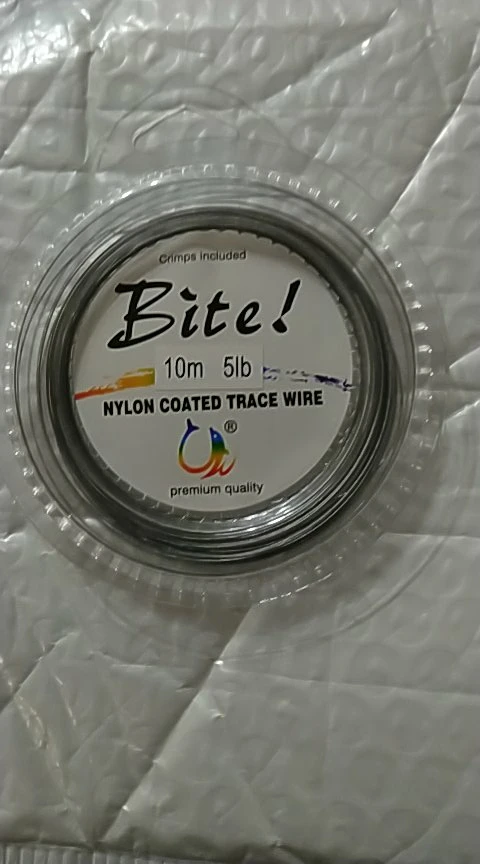 Crimps included
Bite!
10m 5lb
NYLON COATED TRACE WIRE
®
premium quality